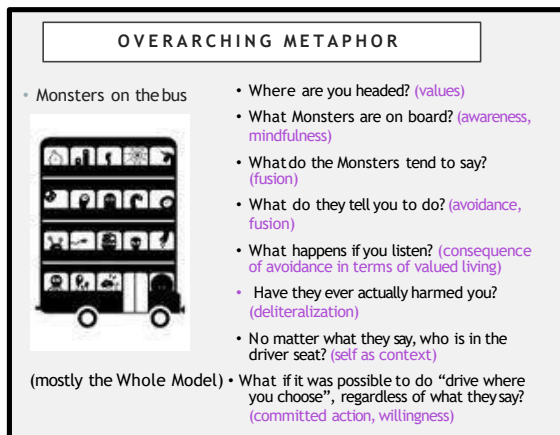 OVERARCHING METAPHOR
• Monsters on the bus
• Where are you headed? (values)
• What Monsters are on board? (awareness,
mindfulness)
• What do the Monsters tend to say?
(fusion)
• What do they tell you to do? (avoidance,
fusion)
• What happens if you listen? (consequence
of avoidance in terms of valued living)
• Have they ever actually harmed you?
(deliteralization)
• No matter what they say, who is in the
driver seat? (self as context)
(mostly the Whole Model) • What if it was possible to do “drive where
you choose”, regardless of what they say?
(committed action, willingness)